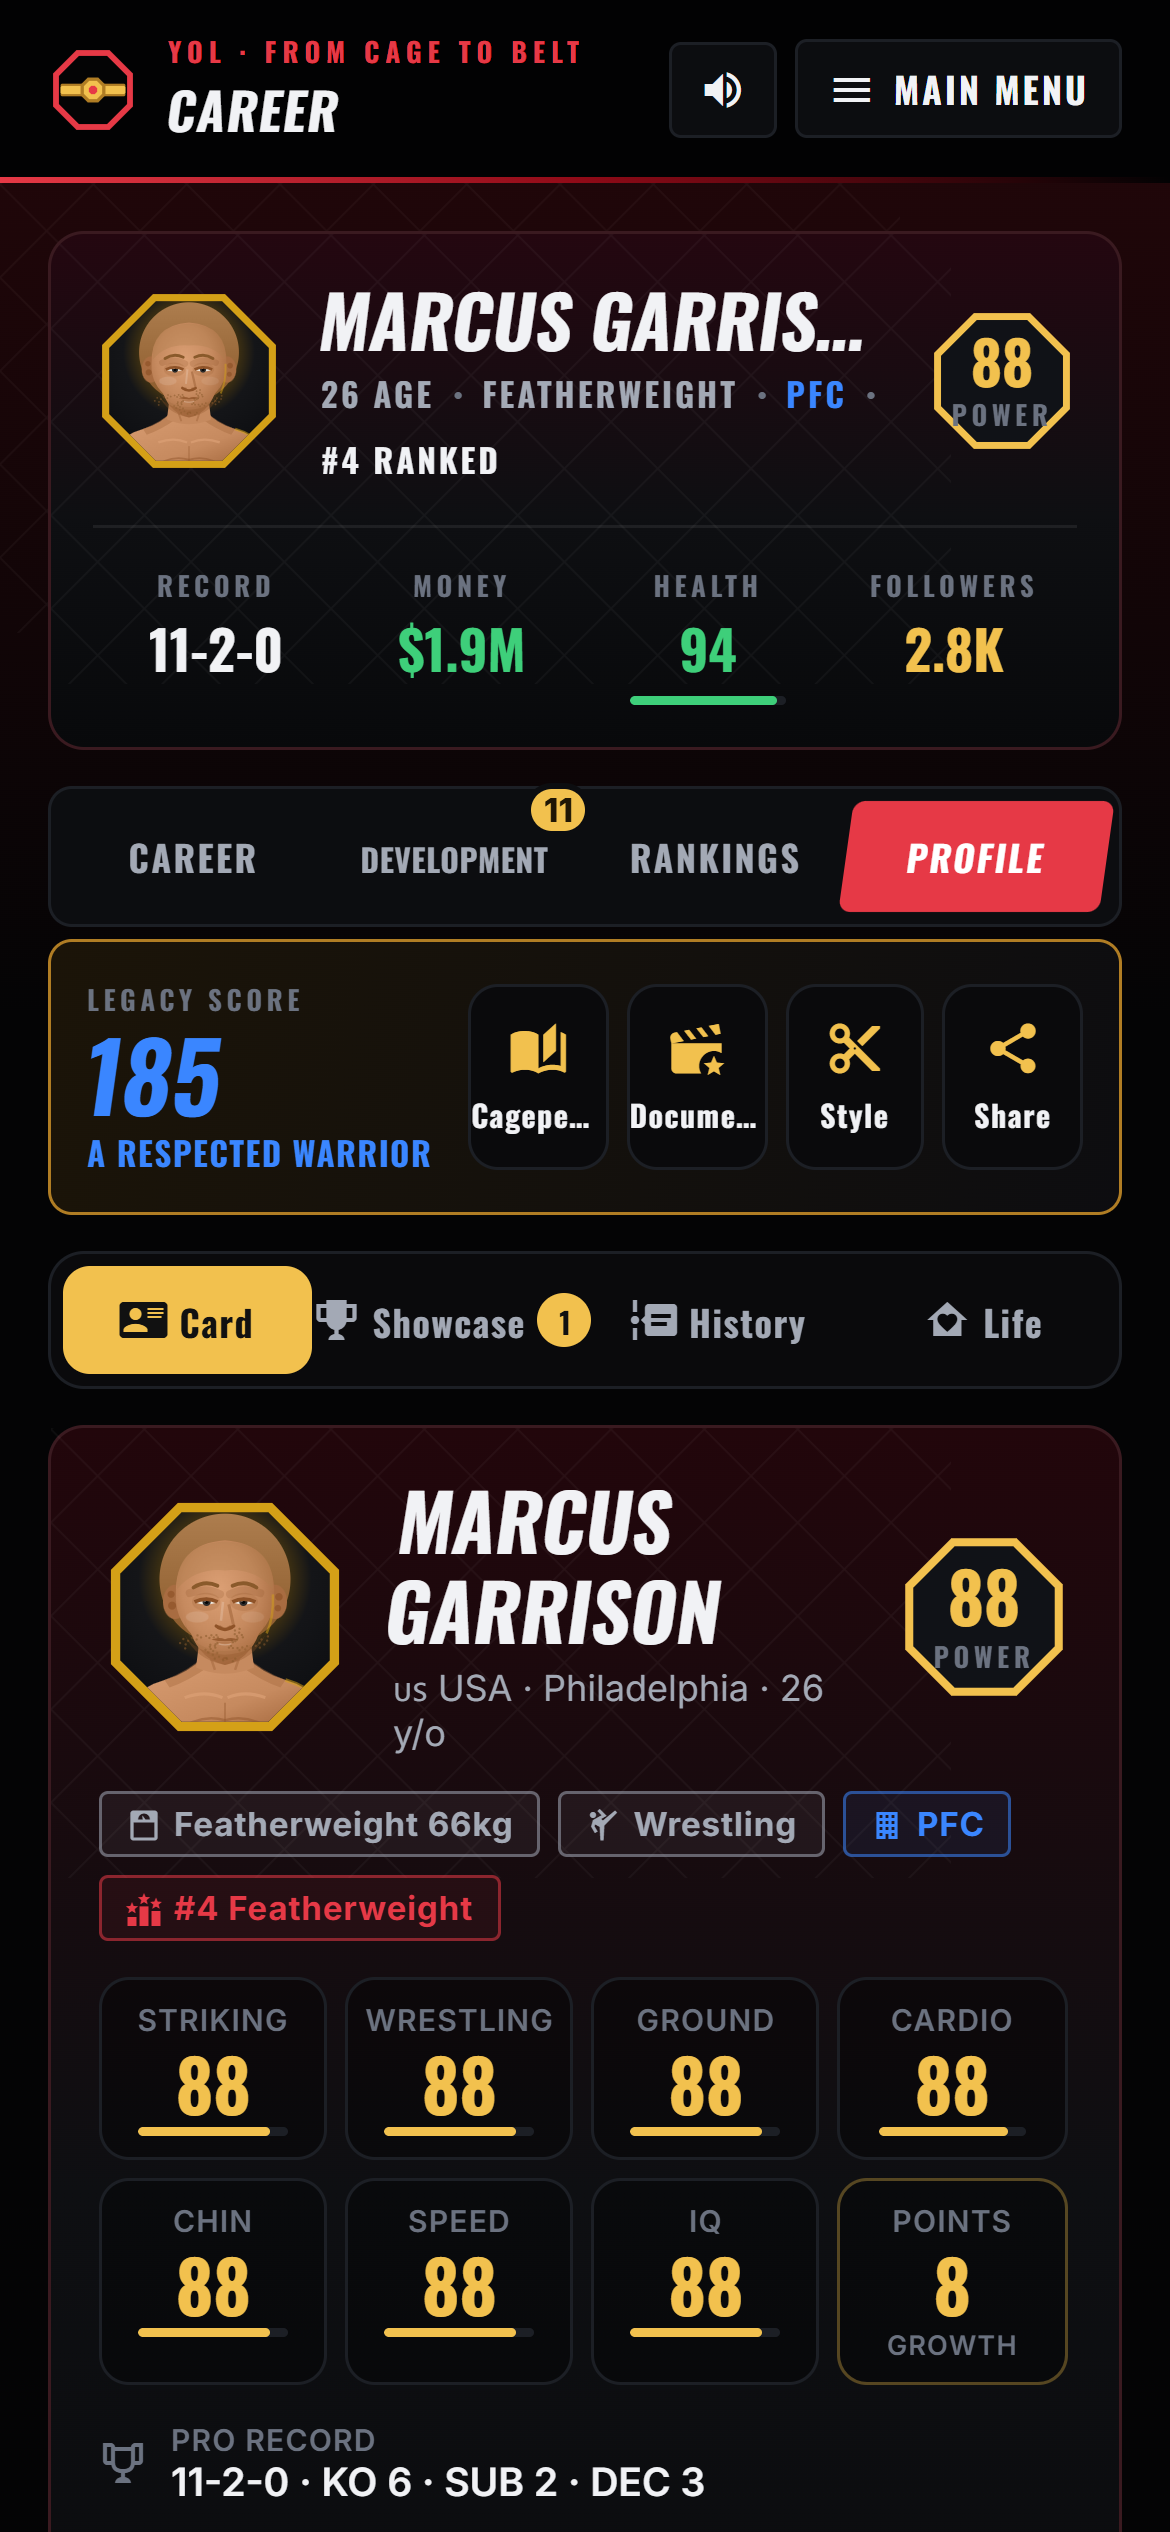 YOL · FROM CAGE TO BELT
CAREER
MAIN MENU
MARCUS GARRIS...
26 AGE · FEATHERWEIGHT · PFC ·
#4 RANKED
88
POWER
RECORD MONEY HEALTH FOLLOWERS
11-2-0 $1.9M 94 2.8K
11
CAREER DEVELOPMENT RANKINGS PROFILE
LEGACY SCORE
185
A RESPECTED WARRIOR
Cagepe... Docume... Style Share
Card Showcase 1 History Life
MARCUS
GARRISON
US USA · Philadelphia · 26
y/o
88
POWER
Featherweight 66kg Wrestling PFC
#4 Featherweight
STRIKING WRESTLING GROUND CARDIO
88 88 88 88
CHIN SPEED IQ POINTS
88 88 88 8
GROWTH
PRO RECORD
11-2-0 · KO 6 · SUB 2 · DEC 3